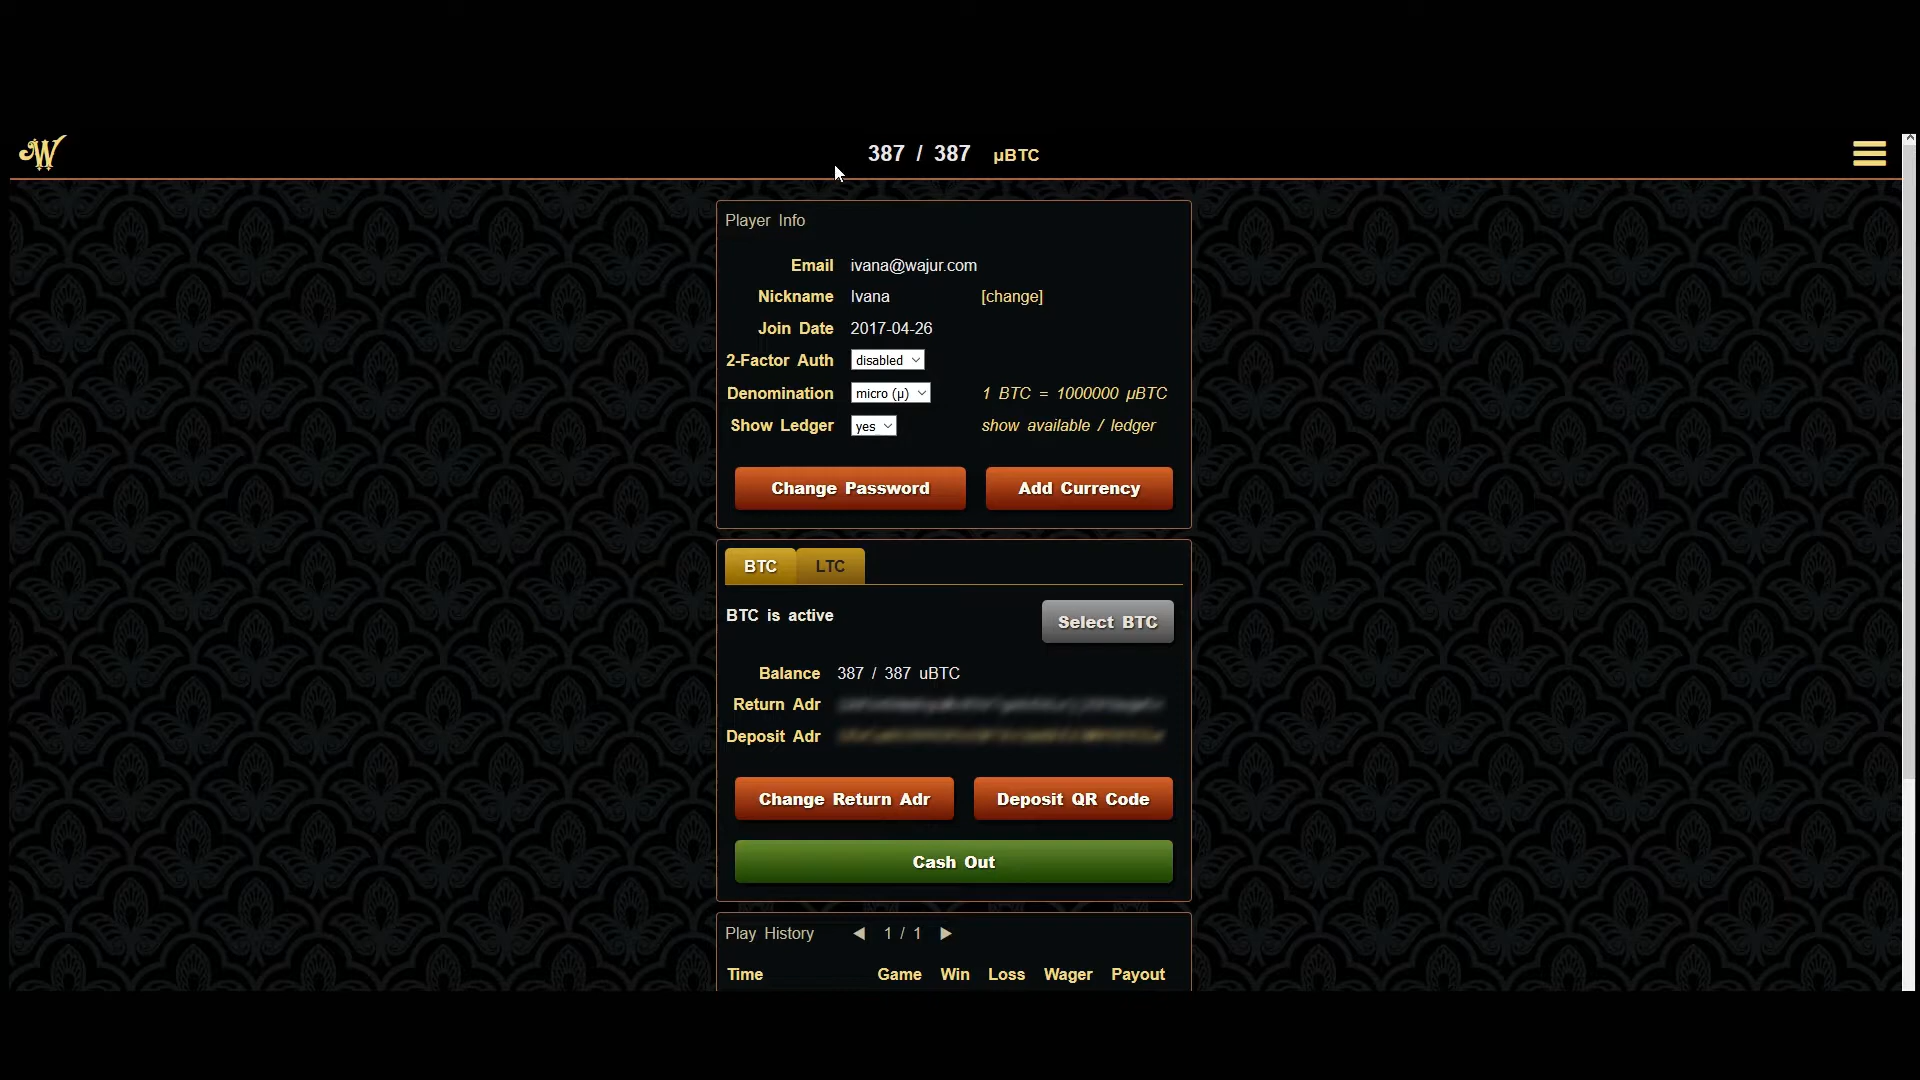 W
387 / 387 µBTC
Player Info
Email ivana@wajur.com
Nickname Ivana [change]
Join Date 2017-04-26
2-Factor Auth disabled
Denomination micro (µ) 1 BTC = 1000000 µBTC
Show Ledger yes show available / ledger
Change Password Add Currency
BTC LTC
BTC is active Select BTC
Balance 387 / 387 uBTC
Return Adr
Deposit Adr
Change Return Adr Deposit QR Code
Cash Out
Play History 1 / 1
Time Game Win Loss Wager Payout